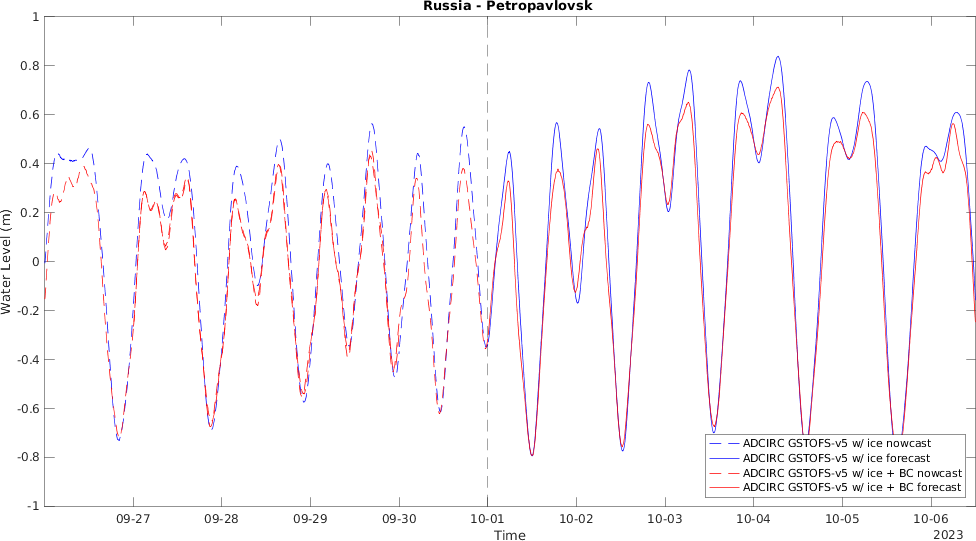 Russia - Petropavlovsk
1
0.8
0.6
0.4
0.2
0
-0.2
-0.4
-0.6
-0.8
-1
Water Level (m)
ADCIRC GSTOFS-v5 w/ ice nowcast
ADCIRC GSTOFS-v5 w/ ice forecast
ADCIRC GSTOFS-v5 w/ ice + BC nowcast
ADCIRC GSTOFS-v5 w/ ice + BC forecast
09-27 09-28 09-29 09-30 10-01 10-02 10-03 10-04 10-05 10-06
Time
2023